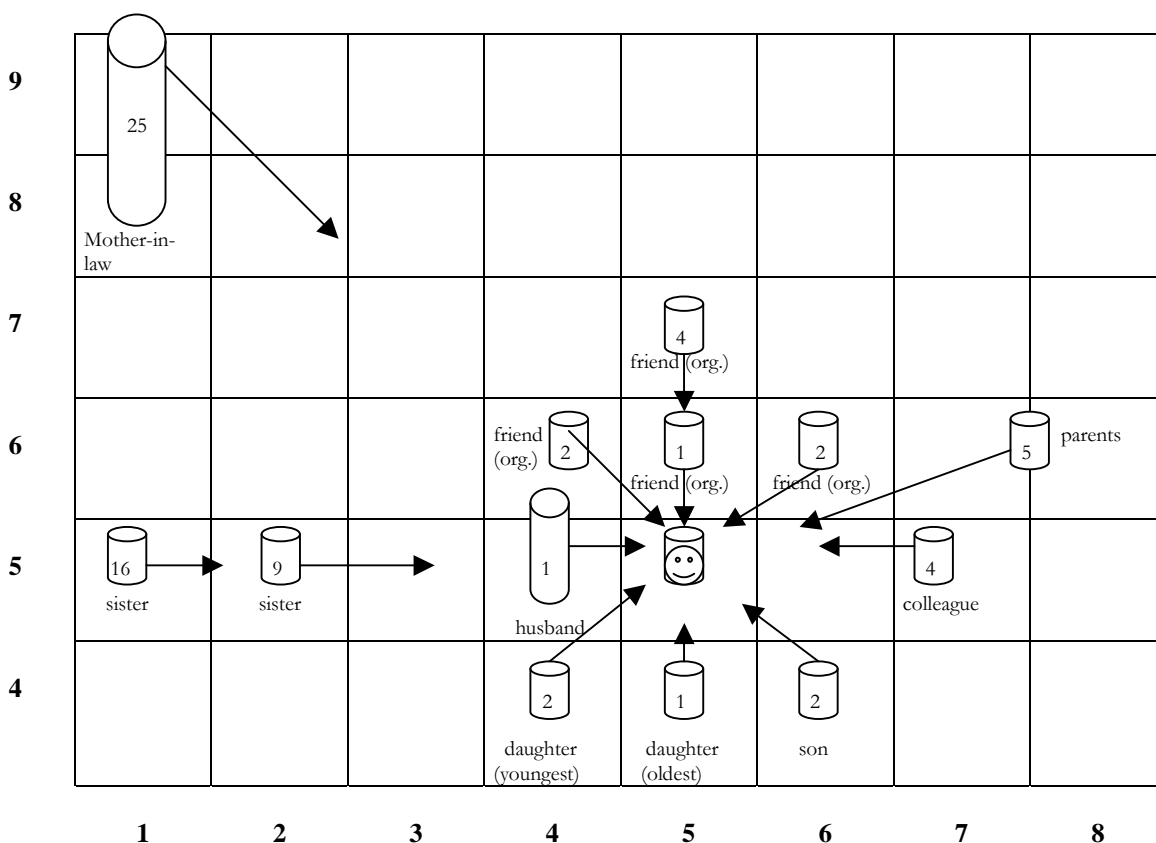 9
25
8
Mother-in-
law
7
4
friend (org.)
6
friend
(org.)
2
1
2
5
parents
friend (org.)
friend (org.)
5
16
9
1
4
sister
sister
colleague
husband
4
2
1
2
daughter
(youngest)
daughter
(oldest)
son
1 2 3 4 5 6 7 8